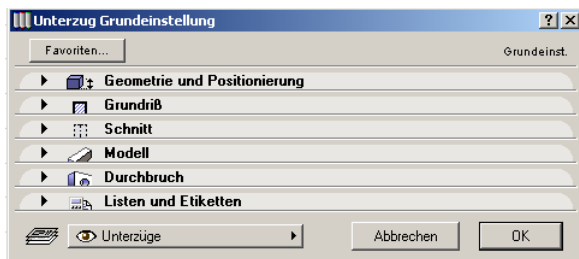 Unterzug Grundeinstellung
Favoriten...
Grundeinst.
Geometrie und Positionierung
Grundriß
Schnitt
Modell
Durchbruch
Listen und Etiketten
Unterzüge
Abbrechen
OK